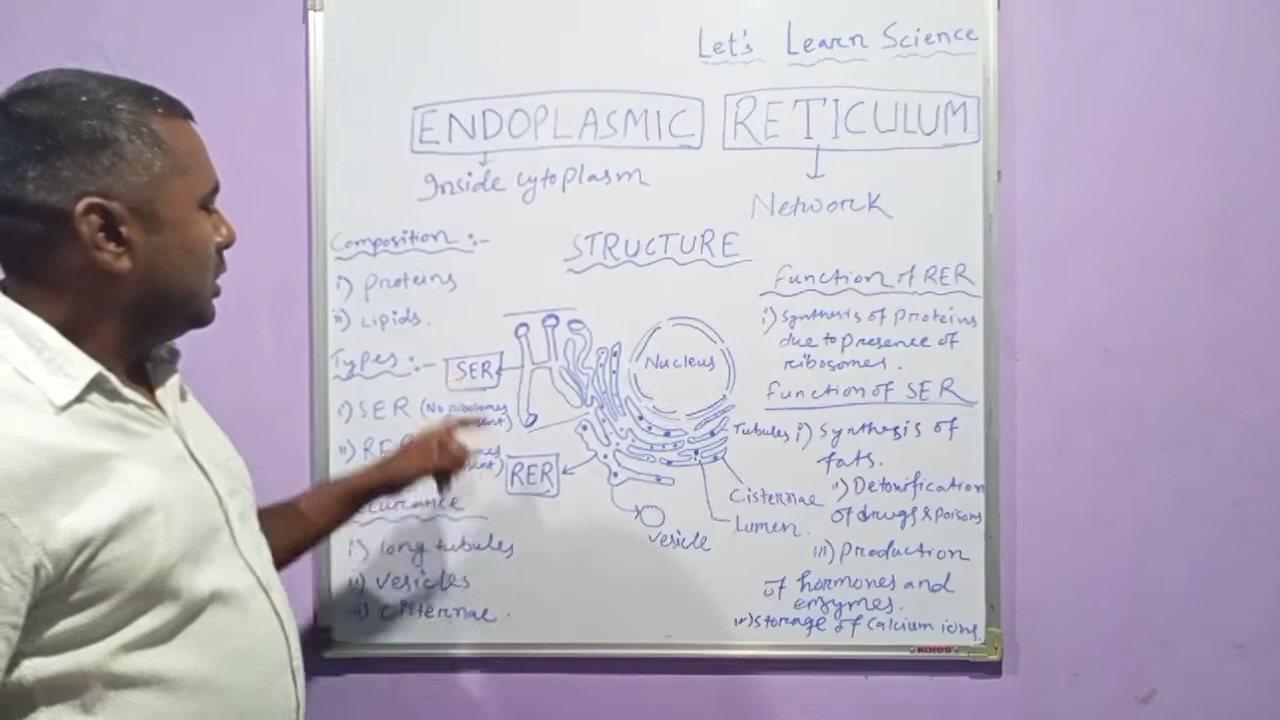 Let's Learn Science
ENDOPLASMIC RETICULUM
Inside cytoplasm
Network
STRUCTURE
Composition :-
i) Proteins
ii) Lipids.
Types :-
i) SER (No ribosomes
ii)
long tubules
ii) Vesicles
cisternae.
SER
RER
Nucleus
Tubules
Cisternae
Lumen.
Vesicle
Function of RER
i) Synthesis of Proteins
due to presence of
ribosomes.
Function of SER
i) Synthesis of
fats.
ii) Detoxification
of drugs & poisons
iii) Production
of hormones and
enzymes.
iv) Storage of Calcium ions.
KORES